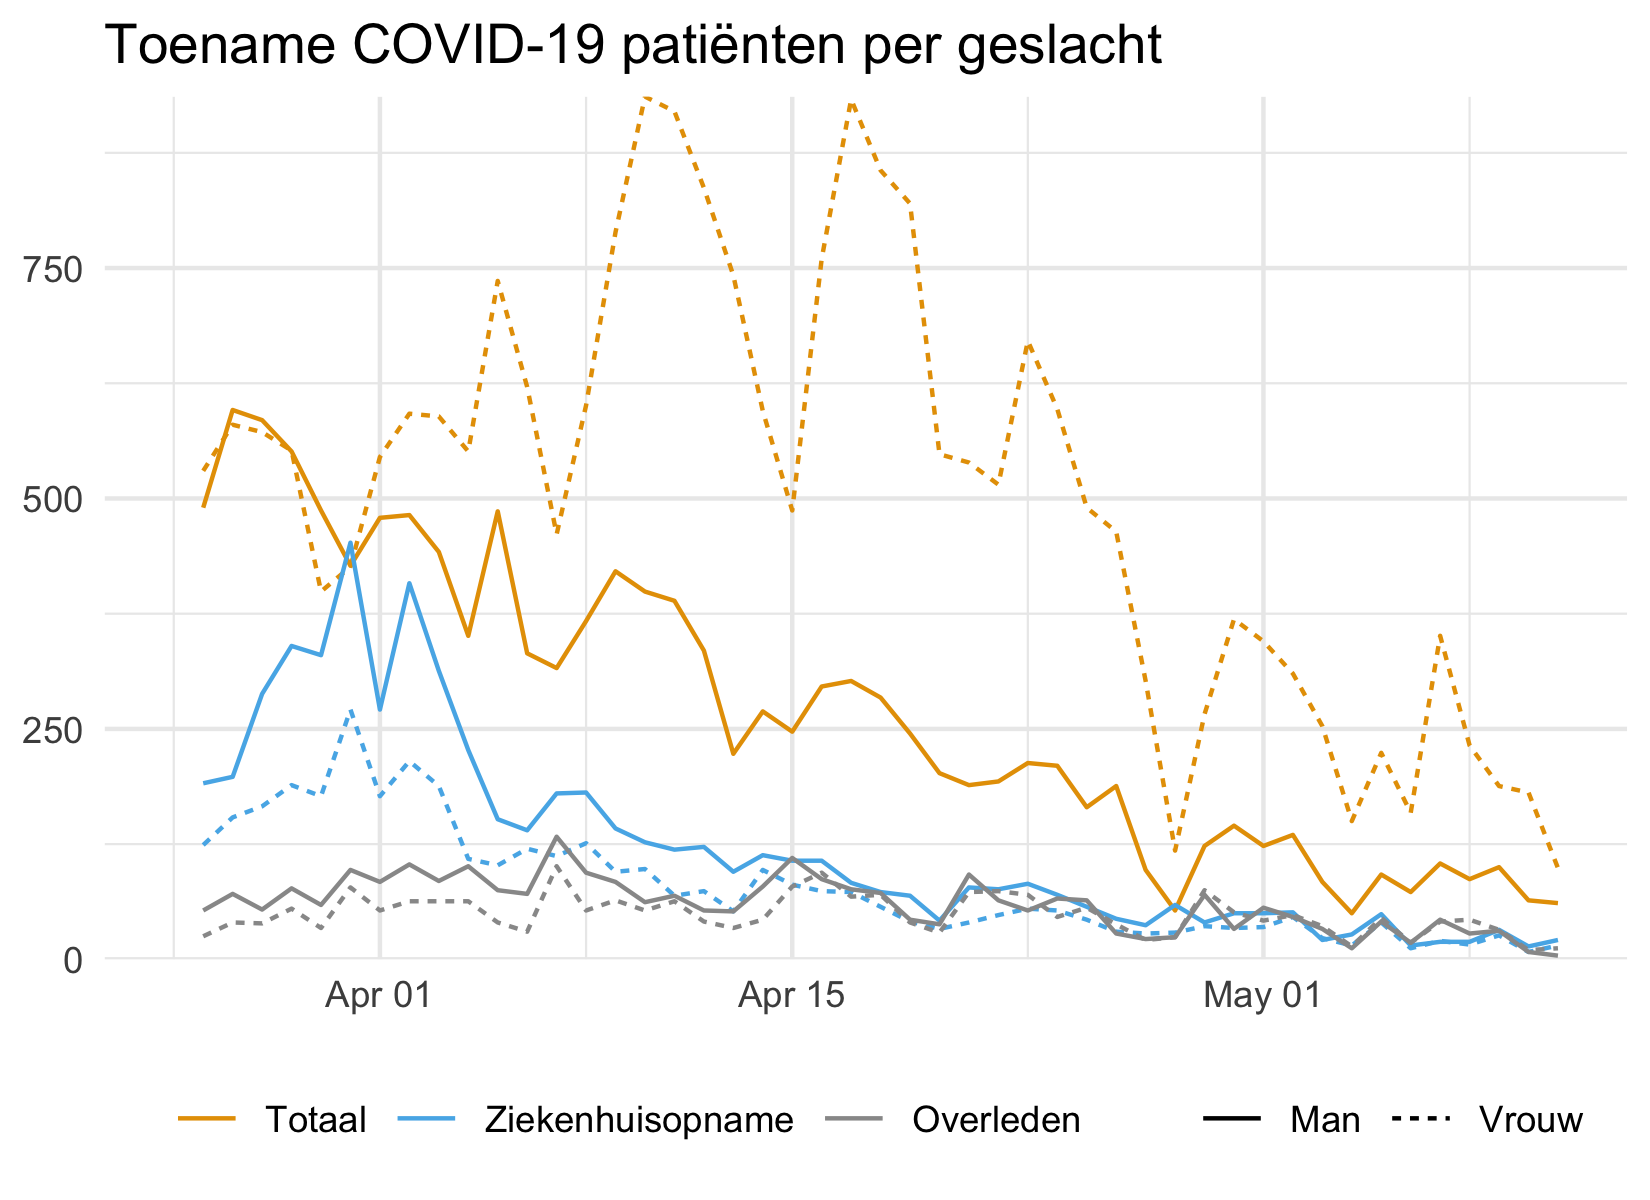 Toename COVID-19 patiënten per geslacht
750
500
250
0
Apr 01 Apr 15 May 01
Totaal Ziekenhuisopname Overleden Man Vrouw